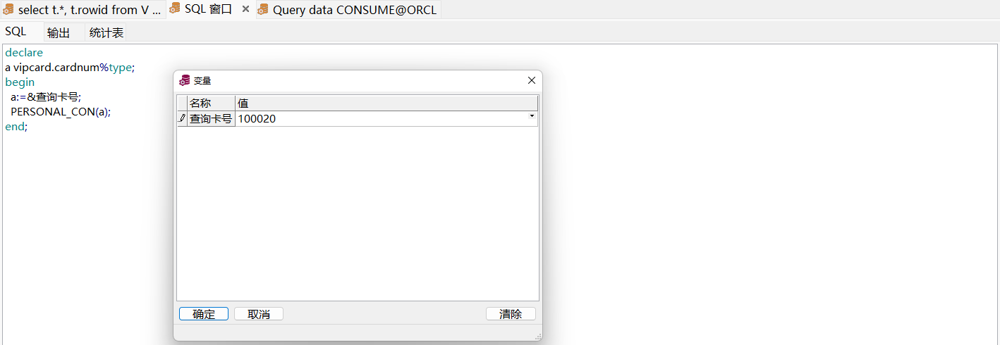 select t.*, t.rowid from V ...
SQL 窗口
Query data CONSUME@ORCL
SQL
输出
统计表
declare
a vipcard.cardnum%type;
begin
a:=&查询卡号;
PERSONAL_CON(a);
end;
变量
名称
值
查询卡号
100020
确定
取消
清除